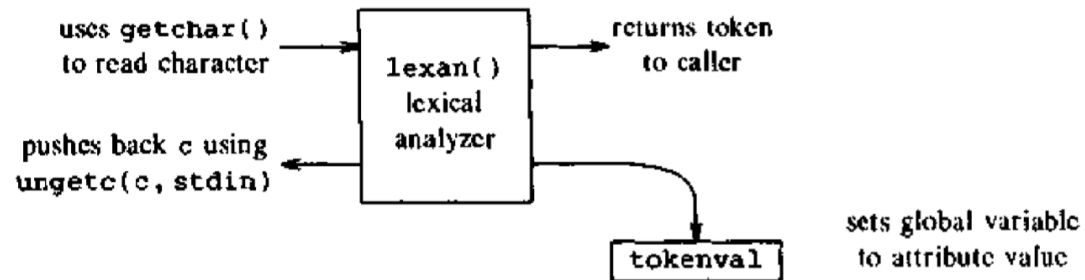 uses getchar()
to read character
lexan()
lexical
analyzer
returns token
to caller
pushes back c using
ungetc(c, stdin)
tokenval
sets global variable
to attribute value